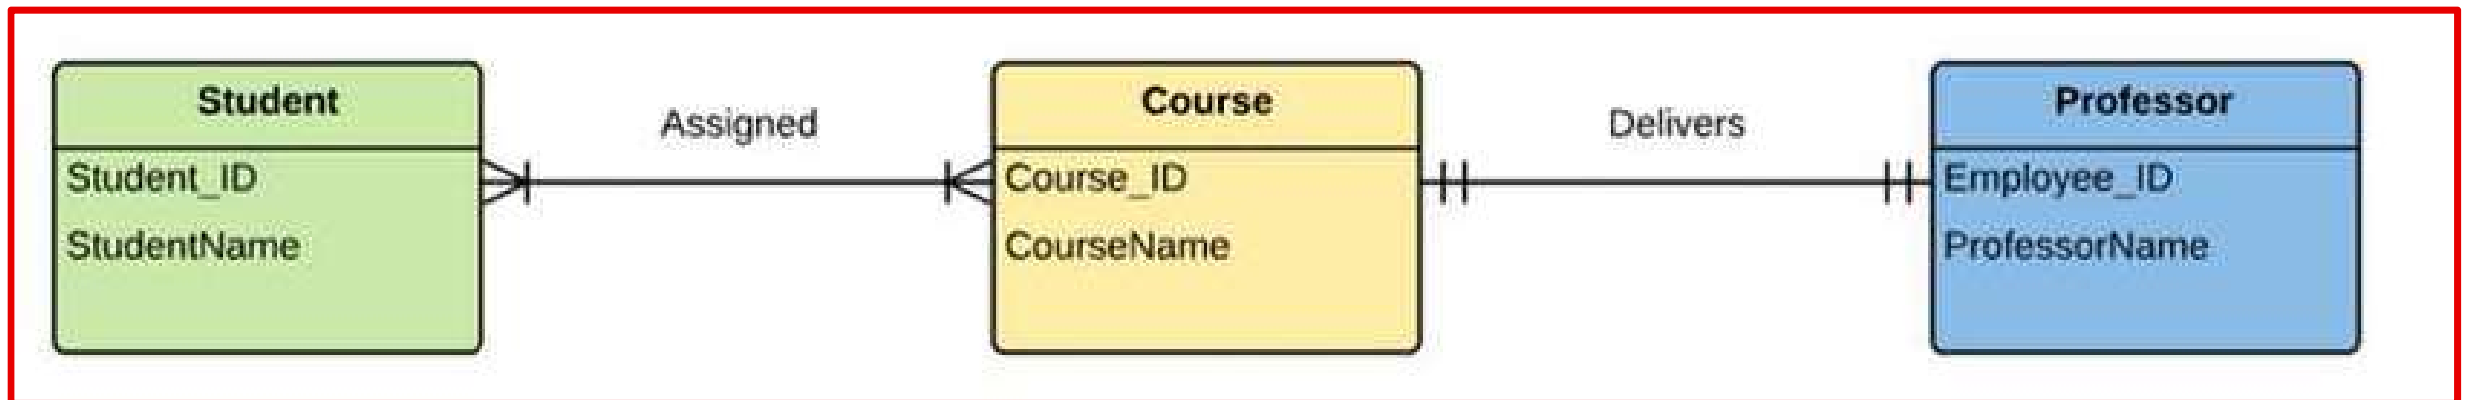 Student
Student_ID
StudentName
Assigned
Course
Course_ID
CourseName
Delivers
Professor
Employee_ID
ProfessorName